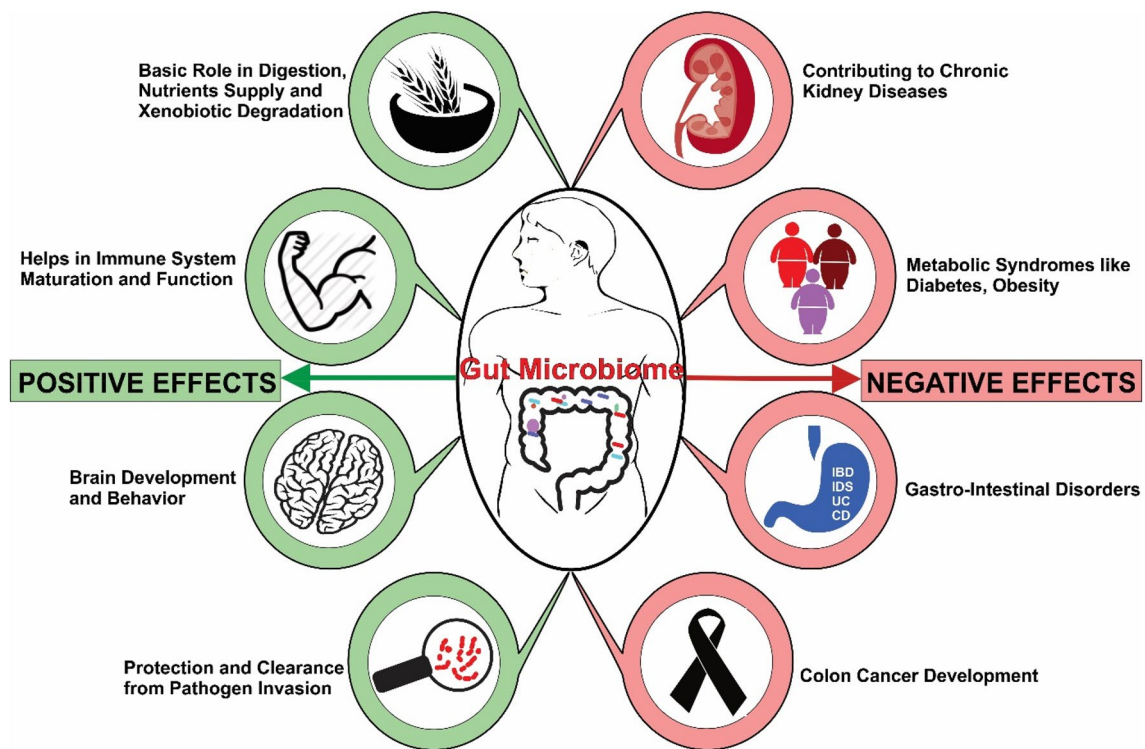 Basic Role in Digestion,
Nutrients Supply and
Xenobiotic Degradation
Contributing to Chronic
Kidney Diseases
Helps in Immune System
Maturation and Function
Metabolic Syndromes like
Diabetes, Obesity
Gut Microbiome
POSITIVE EFFECTS
NEGATIVE EFFECTS
Brain Development
and Behavior
IBD
IDS
UC
CD
Gastro-Intestinal Disorders
Protection and Clearance
from Pathogen Invasion
Colon Cancer Development